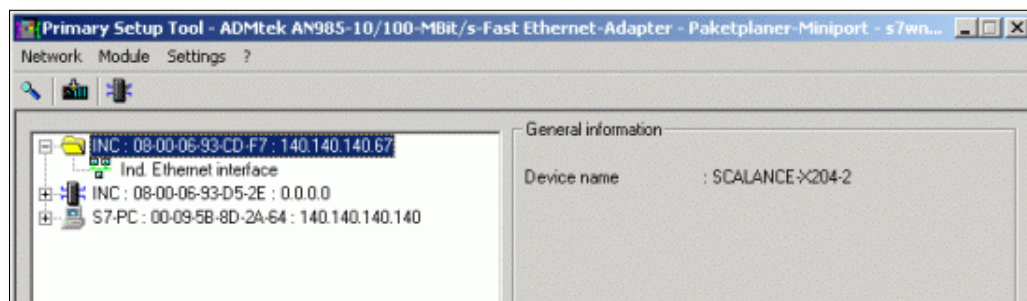 Primary Setup Tool - ADMtek AN985-10/100-MBit/s-Fast Ethernet-Adapter - Paketplaner-Miniport - s7wn...
Network Module Settings ?
INC : 08-00-06-93-CD-F7 : 140.140.140.67
Ind. Ethernet interface
INC : 08-00-06-93-D5-2E : 0.0.0.0
S7-PC : 00-09-5B-8D-2A-64 : 140.140.140.140
General information
Device name : SCALANCE-X204-2